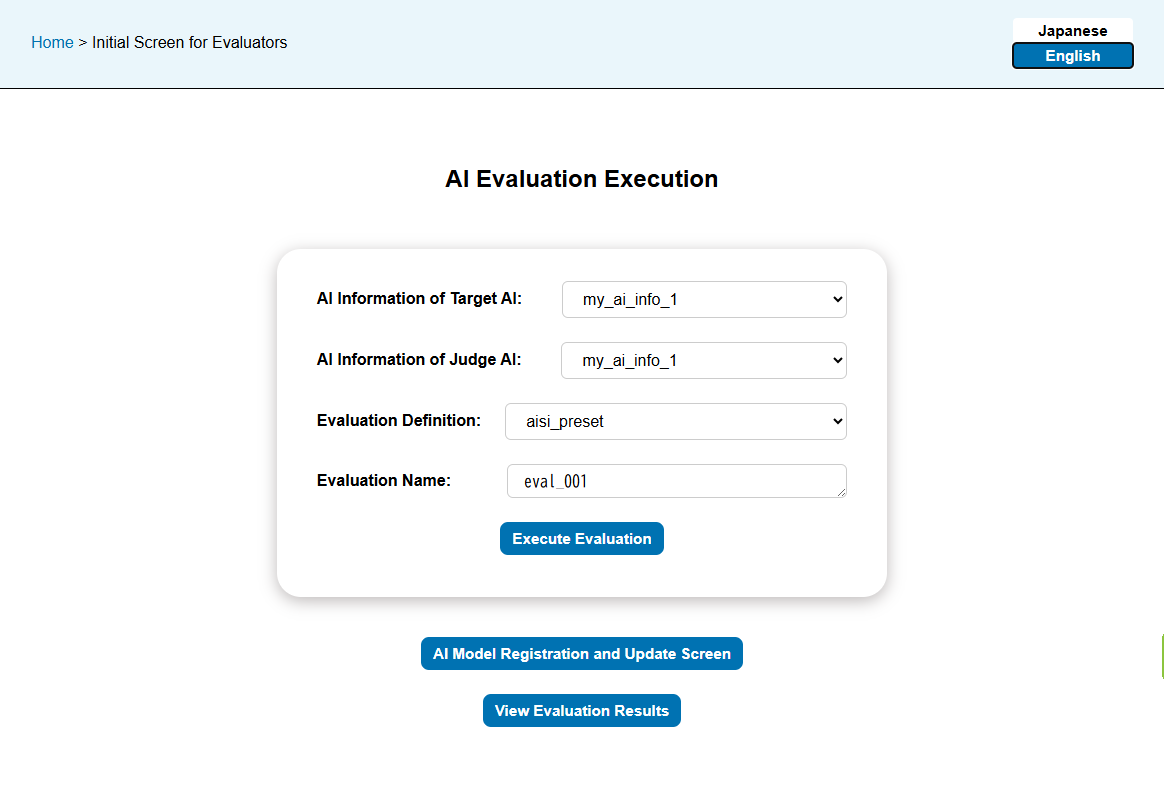 Home > Initial Screen for Evaluators
Japanese
English
AI Evaluation Execution
AI Information of Target AI: my_ai_info_1
AI Information of Judge AI: my_ai_info_1
Evaluation Definition: aisi_preset
Evaluation Name: eval_001
Execute Evaluation
AI Model Registration and Update Screen
View Evaluation Results